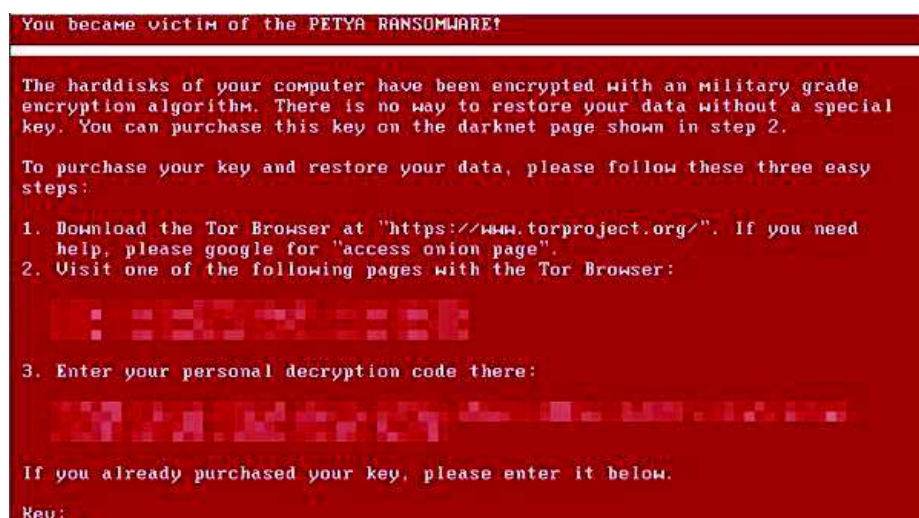 You became victim of the PETYA RANSOMWARE!
The harddisks of your computer have been encrypted with an military grade
encryption algorithm. There is no way to restore your data without a special
key. You can purchase this key on the darknet page shown in step 2.
To purchase your key and restore your data, please follow these three easy
steps:
1. Download the Tor Browser at "https://www.torproject.org/". If you need
help, please google for "access onion page".
2. Visit one of the following pages with the Tor Browser:
3. Enter your personal decryption code there:
If you already purchased your key, please enter it below.
Key: